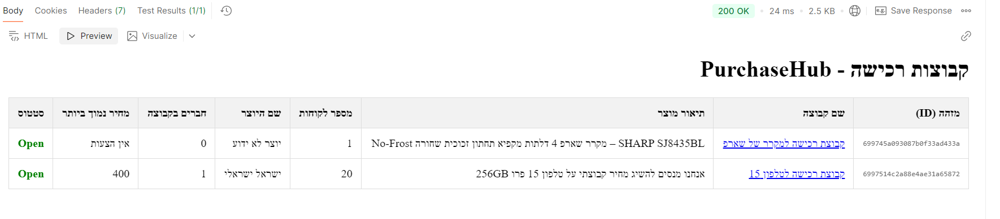 Body Cookies Headers (7) Test Results (1/1) 200 OK • 24 ms • 2.5 KB • e.g. Save Response
HTML Preview Visualize
קבוצות רכישה - PurchaseHub
מזהה (ID) שם קבוצה תיאור מוצר מספר לקוחות שם היוצר חברים בקבוצה מחיר נמוך ביותר סטטוס
699745a093087b0f33ad433a קבוצת רכישה למקרר של שארפ SHARP SJ8435BL – מקרר שארפ 4 דלתות מקפיא תחתון זכוכית שחורה No-Frost 1 יוצר לא ידוע 0 אין הצעות Open
6997514c2a88e4ae31a65872 קבוצת רכישה לטלפון 15 אנחנו מנסים להשיג מחיר קבוצתי על טלפון 15 פרו 256GB 20 ישראל ישראלי 1 400 Open